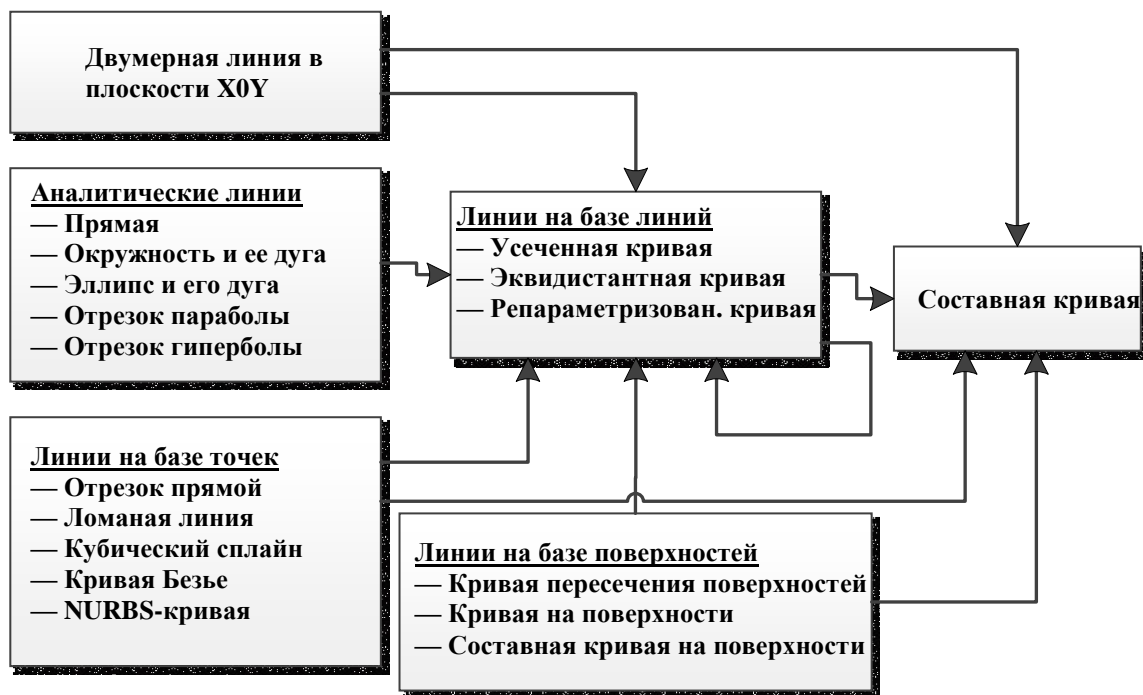 Двумерная линия в
плоскости X0Y
Аналитические линии
— Прямая
— Окружность и ее дуга
— Эллипс и его дуга
— Отрезок параболы
— Отрезок гиперболы
Линии на базе линий
— Усеченная кривая
— Эквидистантная кривая
— Репараметризован. кривая
Составная кривая
Линии на базе точек
— Отрезок прямой
— Ломаная линия
— Кубический сплайн
— Кривая Безье
— NURBS-кривая
Линии на базе поверхностей
— Кривая пересечения поверхностей
— Кривая на поверхности
— Составная кривая на поверхности